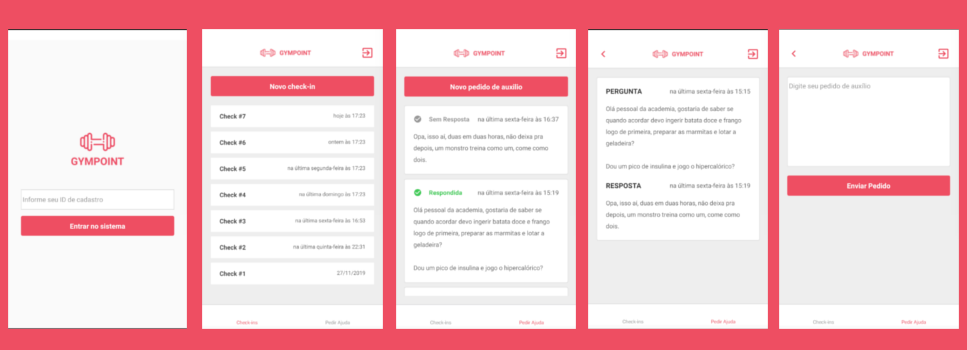 GYMPOINT
Informe seu ID de cadastro
Entrar no sistema
GYMPOINT
Novo check-in
Check #7 hoje às 17:23
Check #6 ontem às 17:23
Check #5 na última segunda-feira às 17:23
Check #4 na última domingo às 17:23
Check #3 na última sexta-feira às 16:33
Check #2 na última quinta-feira às 22:31
Check #1 27/11/2019
Check-ins Pedir Ajuda
GYMPOINT
Novo pedido de auxílio
Sem Resposta na última sexta-feira às 16:37
Opa, isso aí, duas em duas horas, não deixa pra
depois, um monstro treina como um, come como
dois.
Respondida na última sexta-feira às 15:19
Olá pessoal da academia, gostaria de saber se
quando acordar devo ingerir batata doce e frango
logo de primeira, preparar as marmitas e lotar a
geladeira?
Dou um pico de insulina e jogo o hipercalórico?
Check-ins Pedir Ajuda
GYMPOINT
PERGUNTA na última sexta-feira às 15:15
Olá pessoal da academia, gostaria de saber se
quando acordar devo ingerir batata doce e frango
logo de primeira, preparar as marmitas e lotar a
geladeira?
Dou um pico de insulina e jogo o hipercalórico?
RESPOSTA na última sexta-feira às 15:19
Opa, isso aí, duas em duas horas, não deixa pra
depois, um monstro treina como um, come como
dois.
Check-ins Pedir Ajuda
GYMPOINT
Digite seu pedido de auxílio
Enviar Pedido
Check-ins Pedir Ajuda